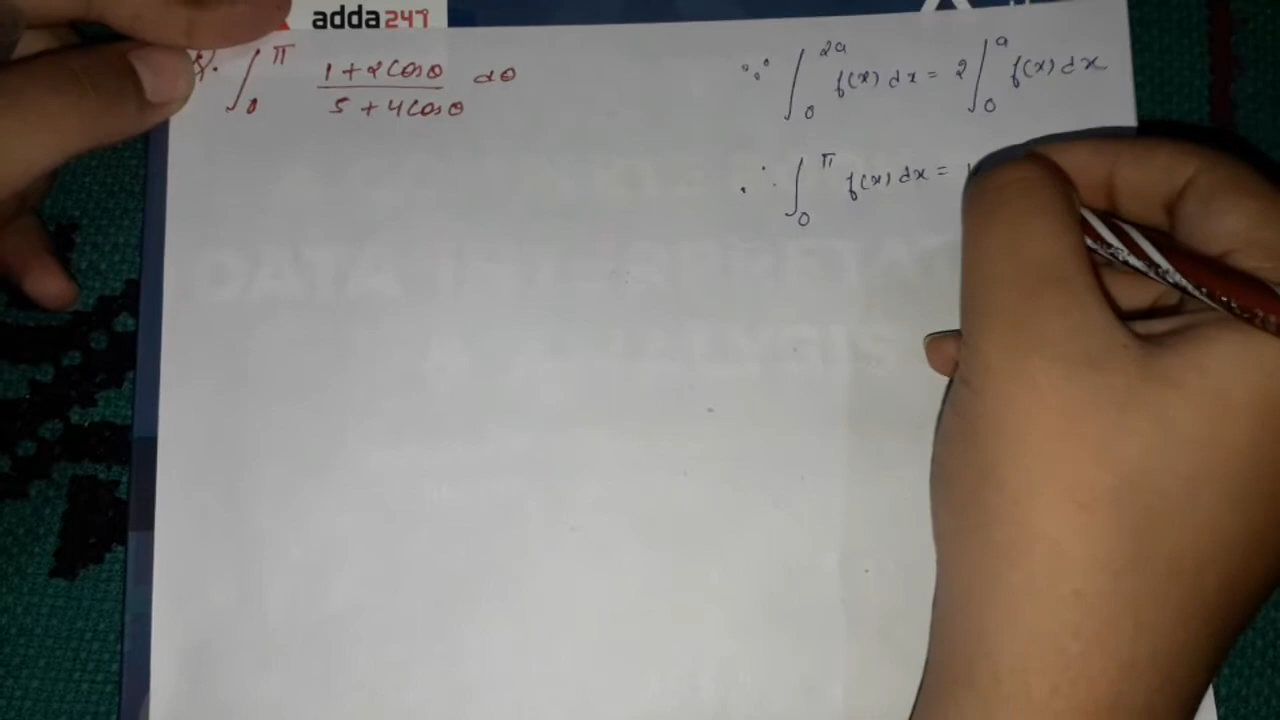 adda247
Q. ∫₀^π (1+2cosθ)/(5+4cosθ) dθ
∵ ∫₀^2a f(x) dx = 2 ∫₀^a f(x) dx
∴ ∫₀^π f(x) dx =